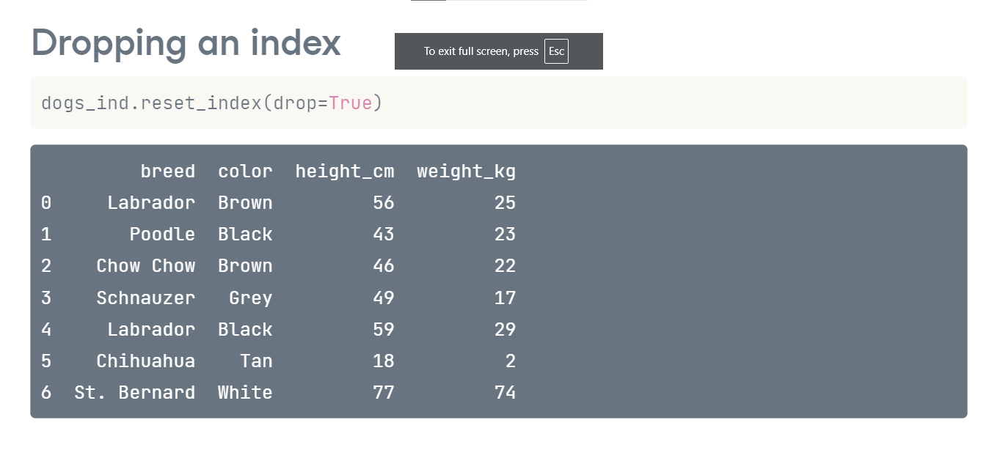 Dropping an index
To exit full screen, press Esc
dogs_ind.reset_index(drop=True)
breed color height_cm weight_kg
0 Labrador Brown 56 25
1 Poodle Black 43 23
2 Chow Chow Brown 46 22
3 Schnauzer Grey 49 17
4 Labrador Black 59 29
5 Chihuahua Tan 18 2
6 St. Bernard White 77 74